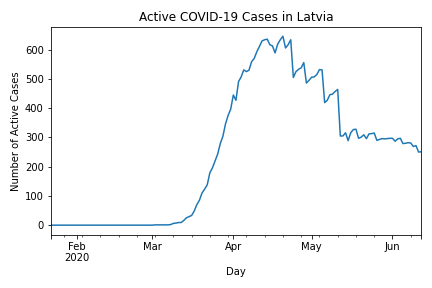 Active COVID-19 Cases in Latvia
Number of Active Cases
600
500
400
300
200
100
0
Feb
2020
Mar
Apr
May
Jun
Day